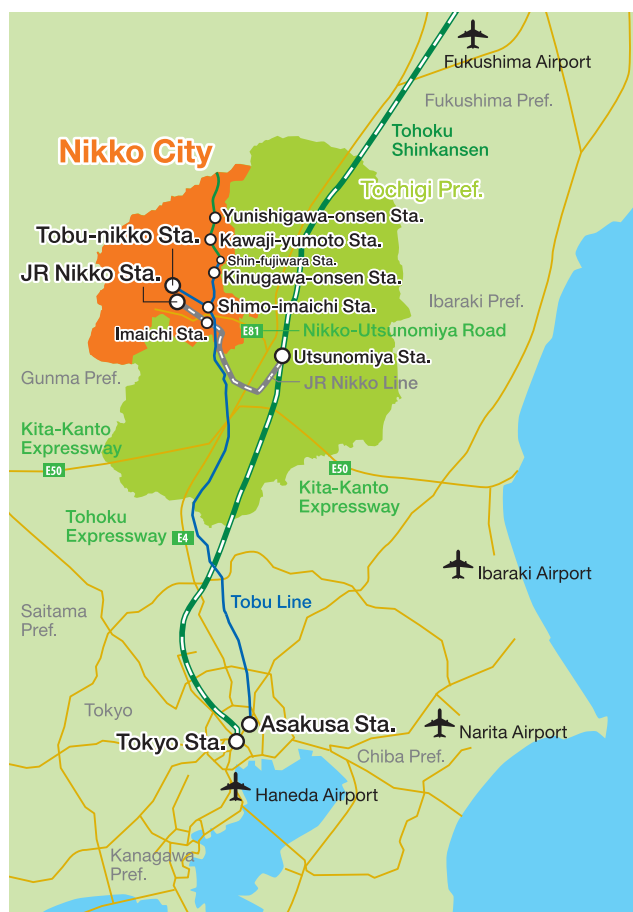 Fukushima Airport
Fukushima Pref.
Tohoku
Shinkansen
Nikko City
Tochigi Pref.
Yunishigawa-onsen Sta.
Tobu-nikko Sta.
Kawaji-yumoto Sta.
Shin-fujiwara Sta.
JR Nikko Sta.
Kinugawa-onsen Sta.
Shimo-imaichi Sta.
Ibaraki Pref.
Imaichi Sta.
E81
Nikko-Utsunomiya Road
Utsunomiya Sta.
Gunma Pref.
JR Nikko Line
Kita-Kanto
Expressway
E50
E50
Kita-Kanto
Expressway
Tohoku
Expressway
E4
Ibaraki Airport
Tobu Line
Saitama
Pref.
Tokyo
Asakusa Sta.
Tokyo Sta.
Narita Airport
Chiba Pref.
Haneda Airport
Kanagawa
Pref.